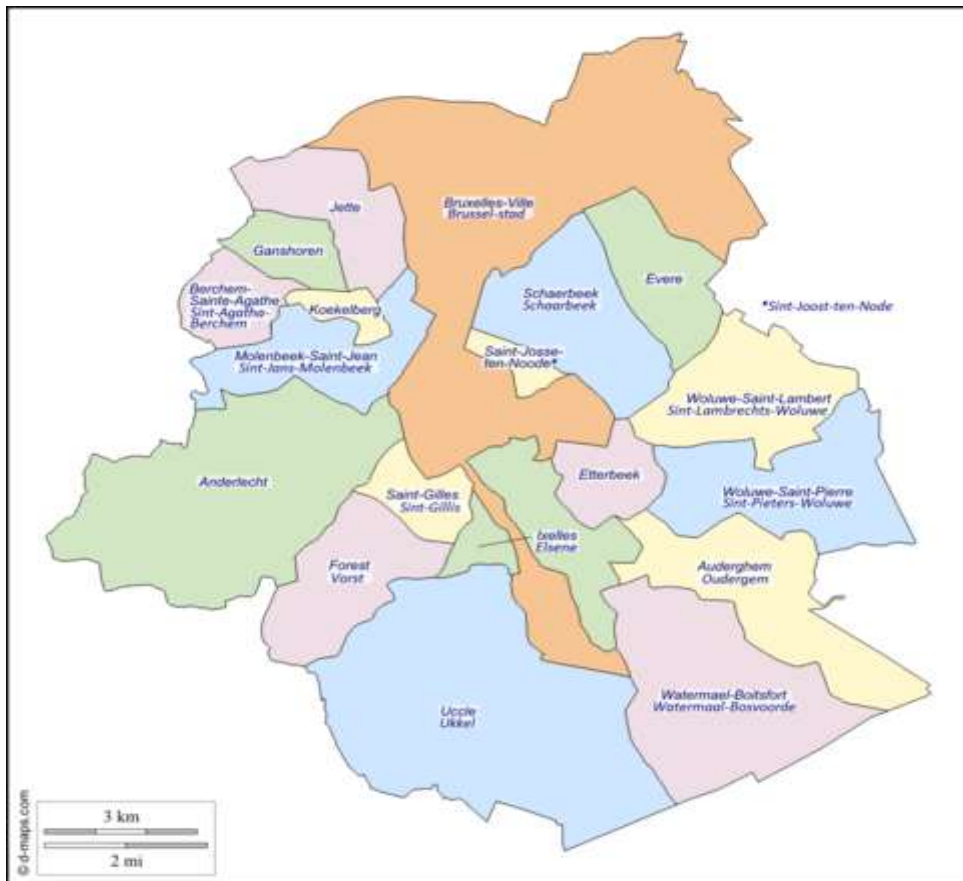 Bruxelles-Ville
Brussel-stad
Jette
Ganshoren
Evere
Berchem-
Sainte-Agathe
Sint-Agatha-
Berchem
Koekelberg
Schaerbeek
Schaarbeek
*Sint-Joost-ten-Node
Molenbeek-Saint-Jean
Sint-Jans-Molenbeek
Saint-Josse-
ten-Noode*
Woluwe-Saint-Lambert
Sint-Lambrechts-Woluwe
Anderlecht
Saint-Gilles
Sint-Gillis
Etterbeek
Woluwe-Saint-Pierre
Sint-Pieters-Woluwe
Ixelles
Elsene
Forest
Vorst
Auderghem
Oudergem
Uccle
Ukkel
Watermael-Boitsfort
Watermaal-Bosvoorde
3 km
2 mi
© d-maps.com